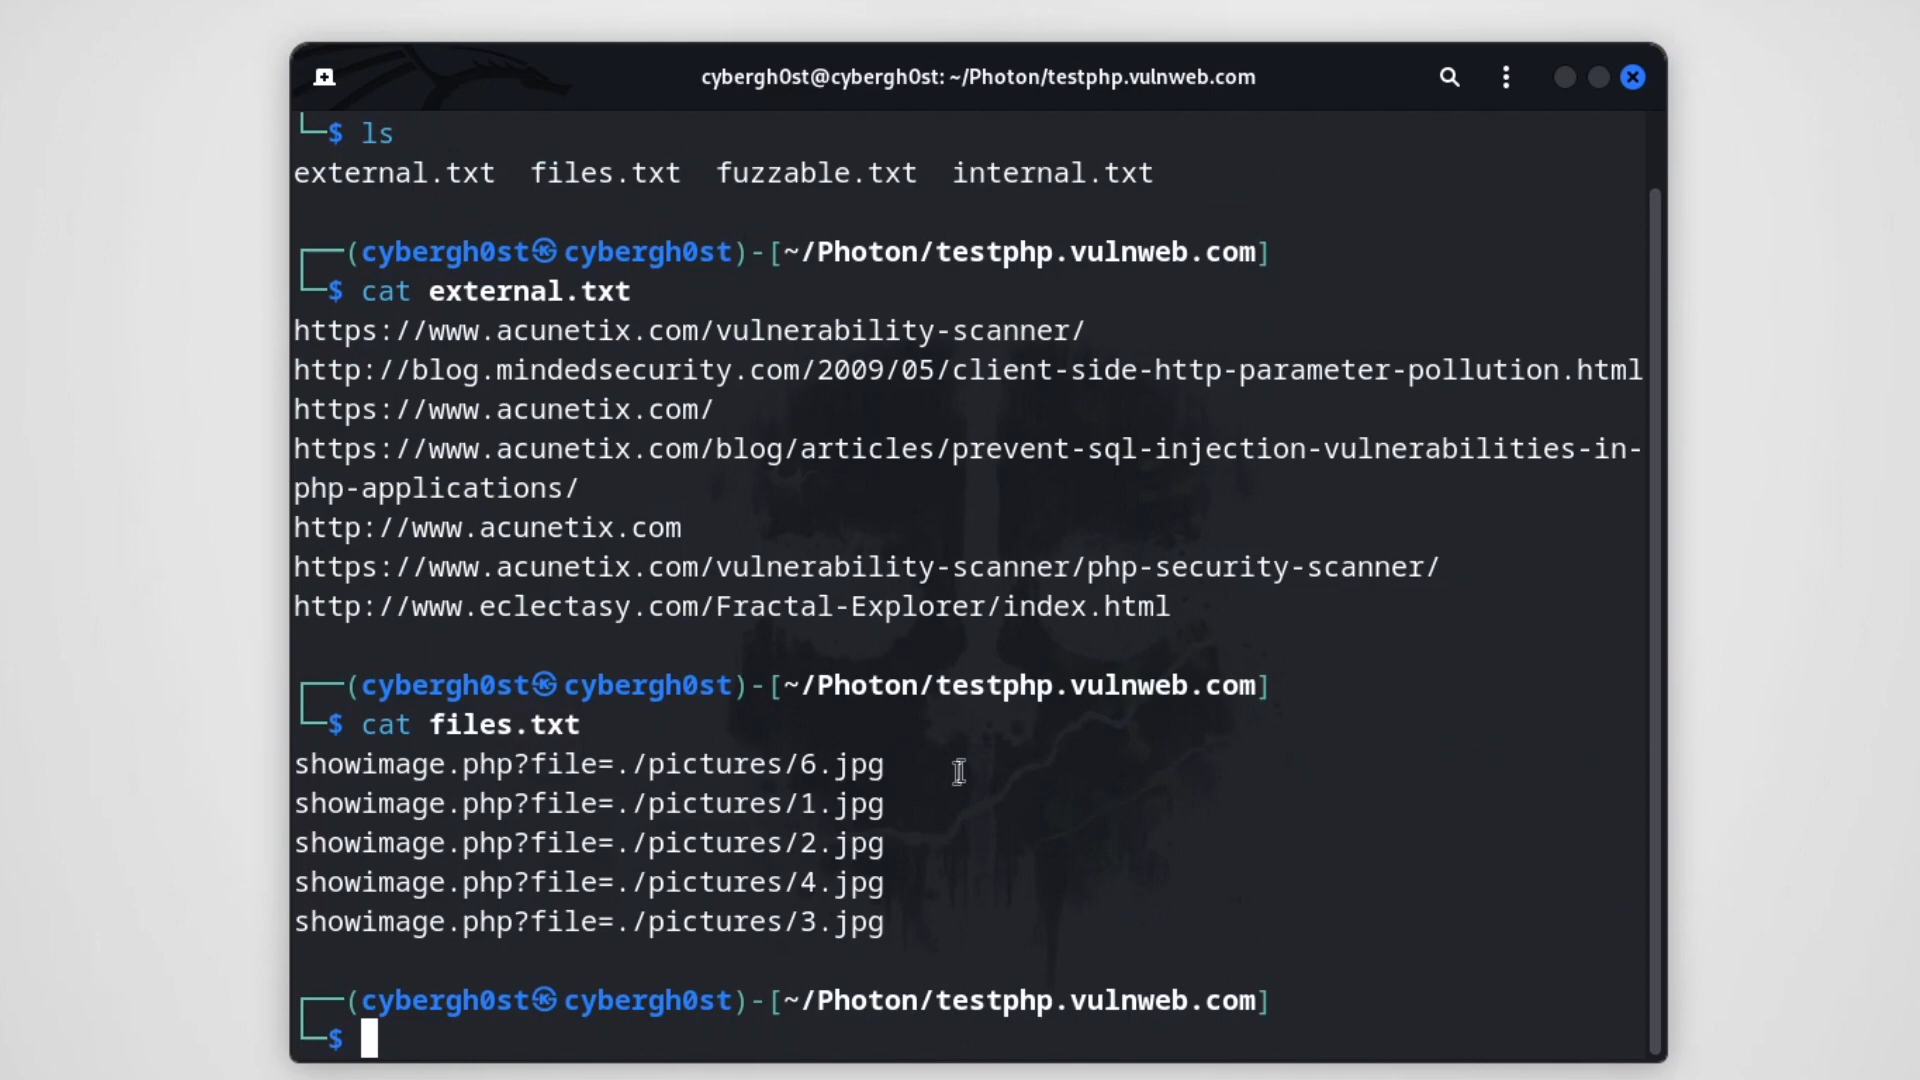 cybergh0st@cybergh0st: ~/Photon/testphp.vulnweb.com
└─$ ls
external.txt  files.txt  fuzzable.txt  internal.txt
┌──(cybergh0st㉿cybergh0st)-[~/Photon/testphp.vulnweb.com]
└─$ cat external.txt
https://www.acunetix.com/vulnerability-scanner/
http://blog.mindedsecurity.com/2009/05/client-side-http-parameter-pollution.html
https://www.acunetix.com/
https://www.acunetix.com/blog/articles/prevent-sql-injection-vulnerabilities-in-
php-applications/
http://www.acunetix.com
https://www.acunetix.com/vulnerability-scanner/php-security-scanner/
http://www.eclectasy.com/Fractal-Explorer/index.html
┌──(cybergh0st㉿cybergh0st)-[~/Photon/testphp.vulnweb.com]
└─$ cat files.txt
showimage.php?file=./pictures/6.jpg
showimage.php?file=./pictures/1.jpg
showimage.php?file=./pictures/2.jpg
showimage.php?file=./pictures/4.jpg
showimage.php?file=./pictures/3.jpg
┌──(cybergh0st㉿cybergh0st)-[~/Photon/testphp.vulnweb.com]
└─$